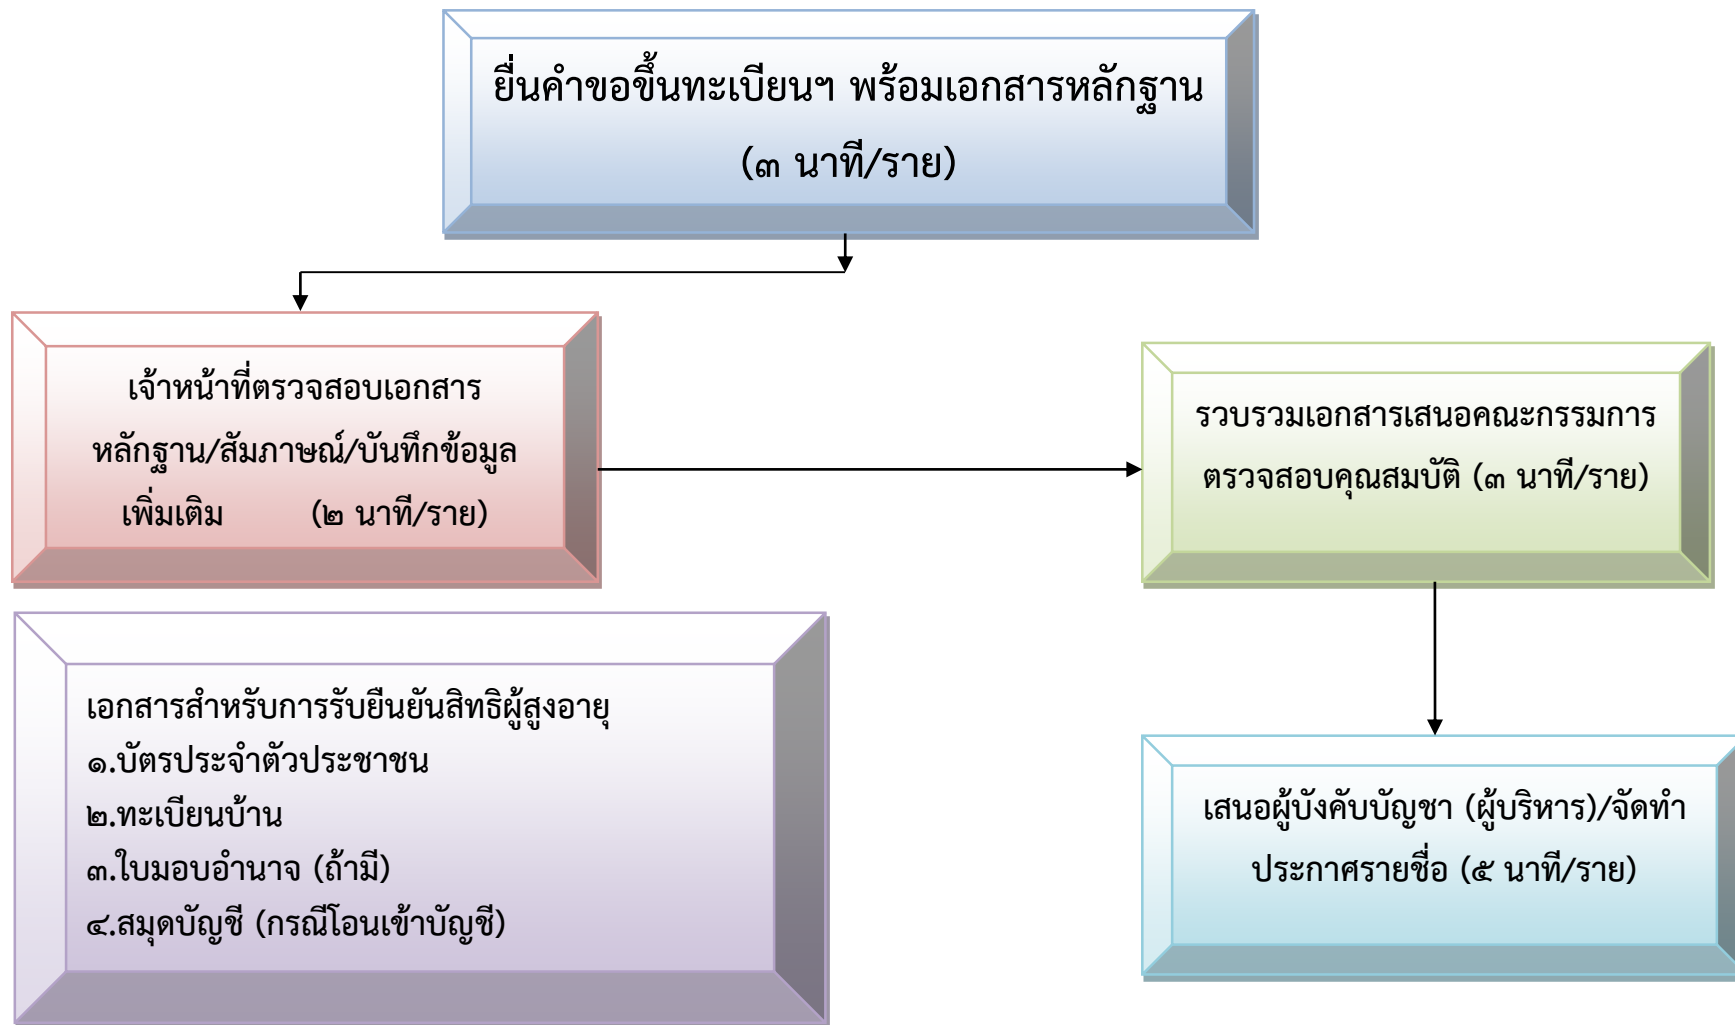 ยื่นคำขอขึ้นทะเบียนฯ พร้อมเอกสารหลักฐาน
(๓ นาที/ราย)
เจ้าหน้าที่ตรวจสอบเอกสาร
หลักฐาน/สัมภาษณ์/บันทึกข้อมูล
เพิ่มเติม (๒ นาที/ราย)
รวบรวมเอกสารเสนอคณะกรรมการ
ตรวจสอบคุณสมบัติ (๓ นาที/ราย)
เอกสารสำหรับการรับยืนยันสิทธิผู้สูงอายุ
๑.บัตรประจำตัวประชาชน
๒.ทะเบียนบ้าน
๓.ใบมอบอำนาจ (ถ้ามี)
๔.สมุดบัญชี (กรณีโอนเข้าบัญชี)
เสนอผู้บังคับบัญชา (ผู้บริหาร)/จัดทำ
ประกาศรายชื่อ (๕ นาที/ราย)